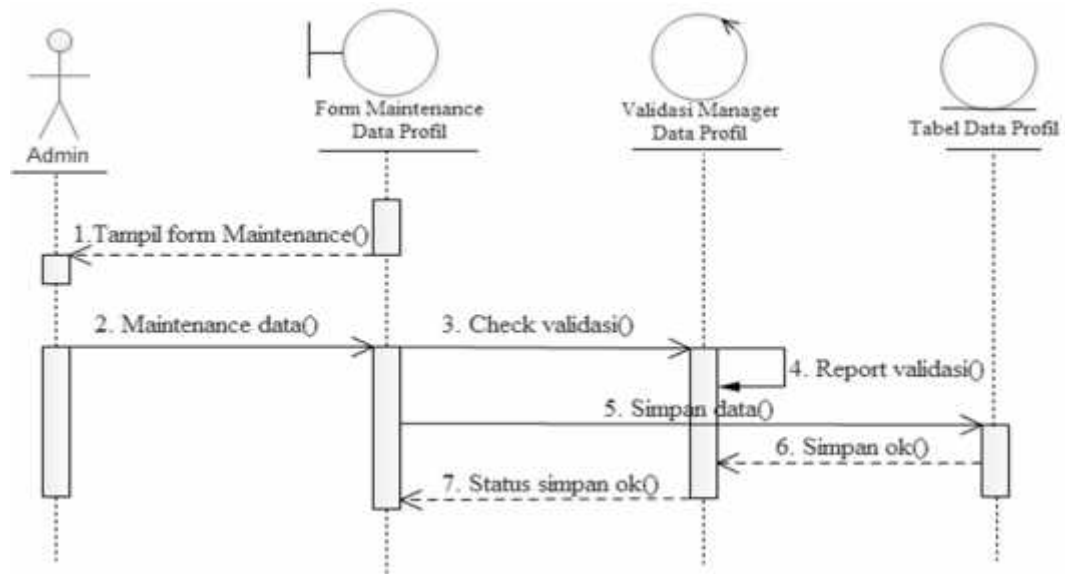 Form Maintenance
Data Profil
Validasi Manager
Data Profil
Tabel Data Profil
Admin
1.Tampil form Maintenance()
2. Maintenance data()
3. Check validasi()
4. Report validasi()
5. Simpan data()
6. Simpan ok()
7. Status simpan ok()